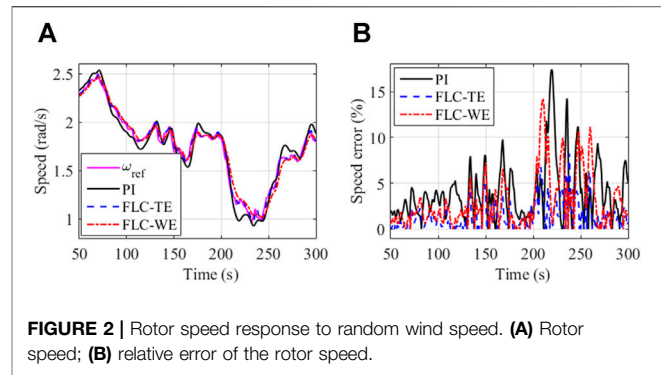 A
B
2.5
2
1.5
1
Speed (rad/s)
ω_ref
PI
FLC-TE
FLC-WE
50 100 150 200 250 300
Time (s)
15
10
5
0
Speed error (%)
PI
FLC-TE
FLC-WE
50 100 150 200 250 300
Time (s)
FIGURE 2 | Rotor speed response to random wind speed. (A) Rotor
speed; (B) relative error of the rotor speed.